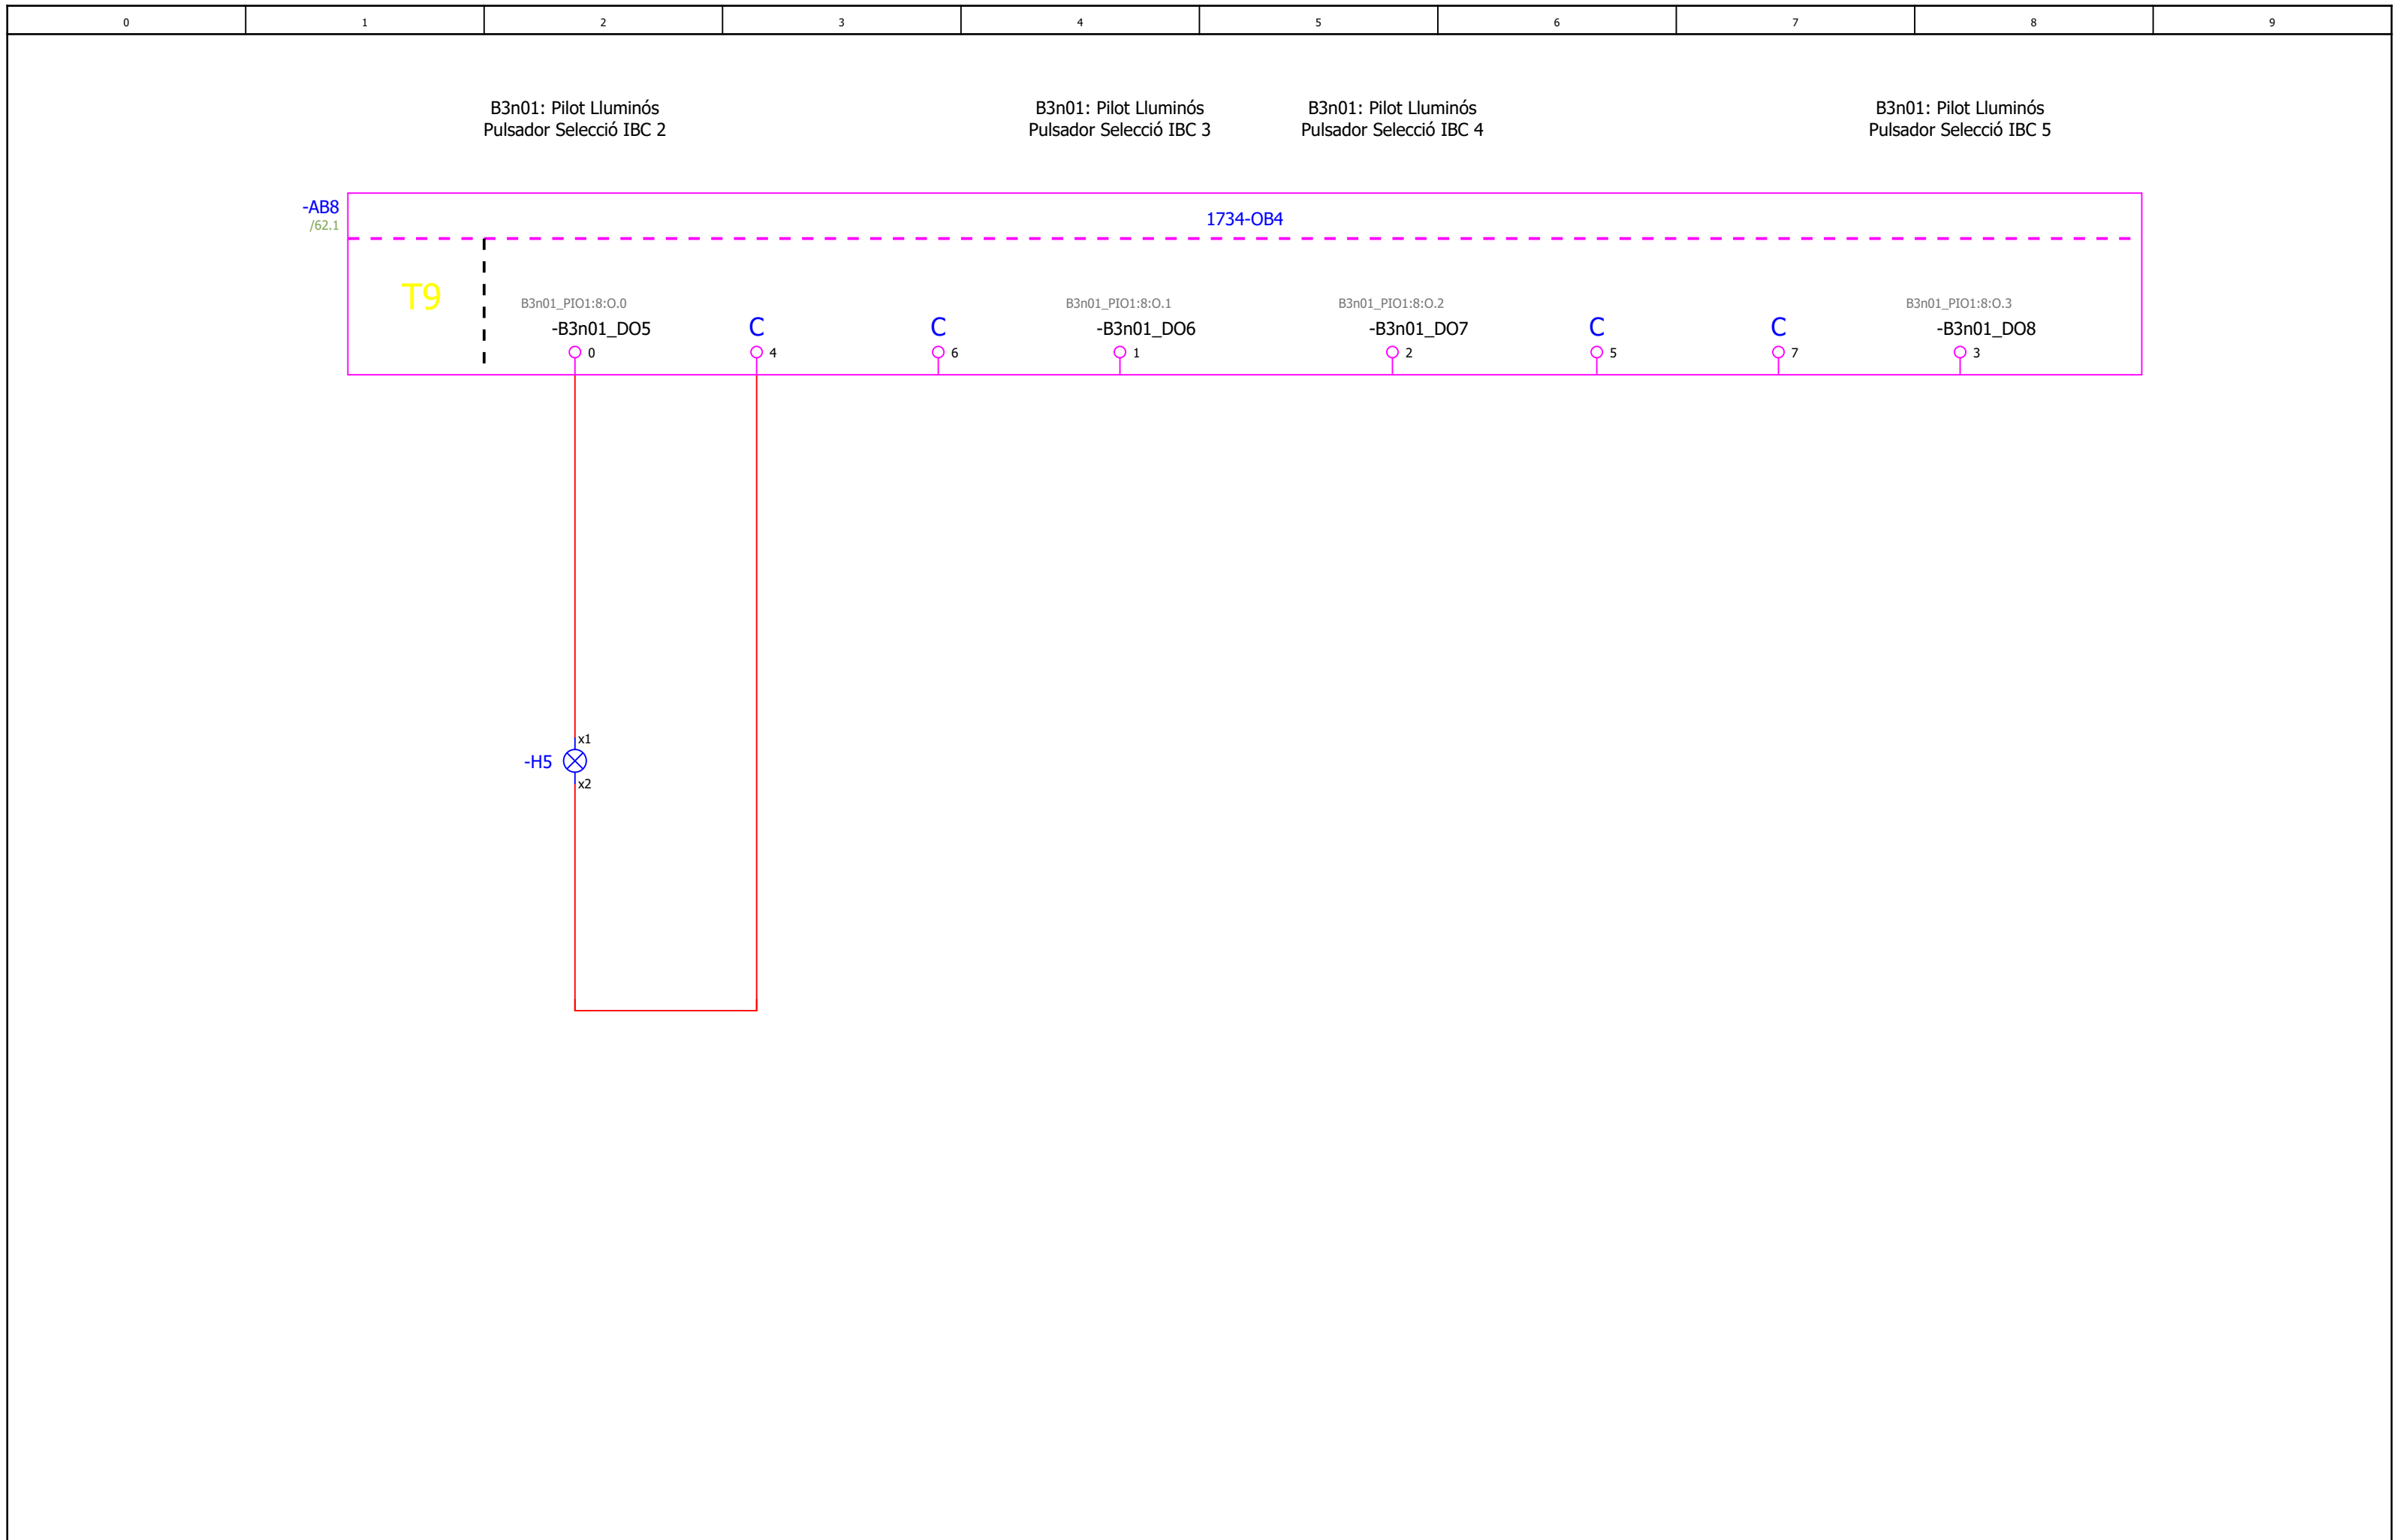 0 1 2 3 4 5 6 7 8 9
B3n01: Pilot Lluminós
Pulsador Selecció IBC 2
B3n01: Pilot Lluminós
Pulsador Selecció IBC 3
B3n01: Pilot Lluminós
Pulsador Selecció IBC 4
B3n01: Pilot Lluminós
Pulsador Selecció IBC 5
-AB8
/62.1
1734-OB4
T9
B3n01_PIO1:8:O.0
-B3n01_DO5
0
C
4
C
6
B3n01_PIO1:8:O.1
-B3n01_DO6
1
B3n01_PIO1:8:O.2
-B3n01_DO7
2
C
5
C
7
B3n01_PIO1:8:O.3
-B3n01_DO8
3
x1
-H5
x2